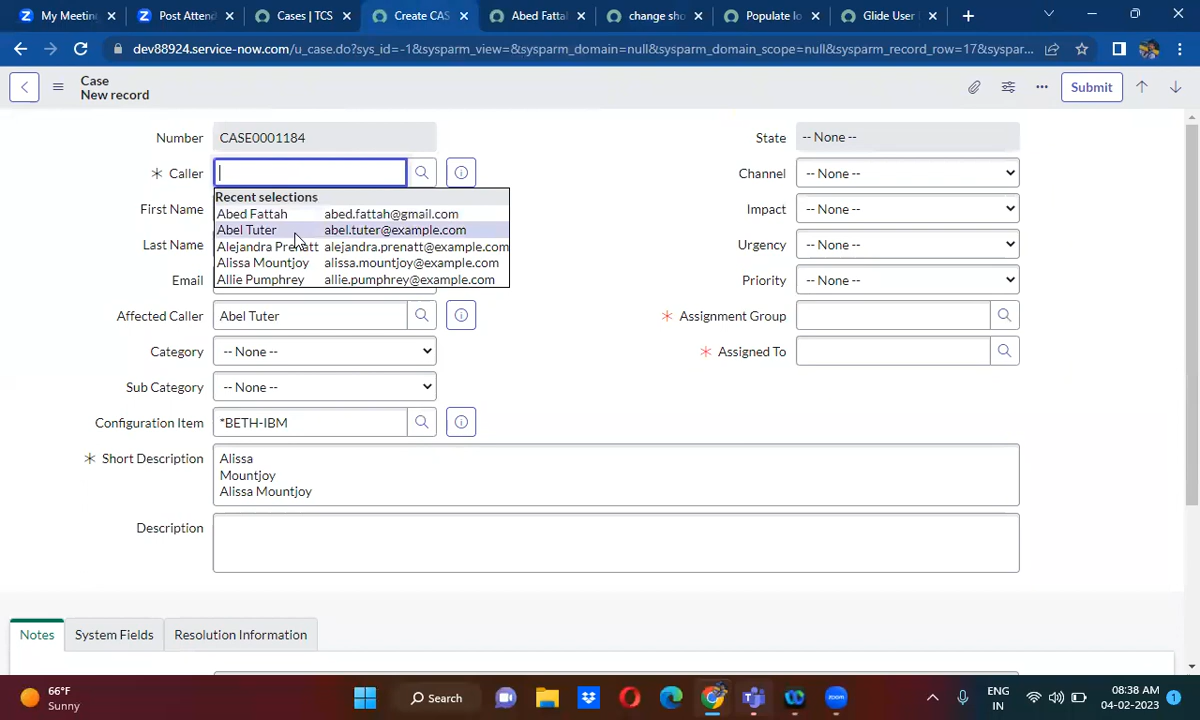 My Meetin
Post Attend
Cases | TCS
Create CAS
Abed Fatta
change sho
Populate lo
Glide User
dev88924.service-now.com/u_case.do?sys_id=-1&sysparm_view=&sysparm_domain=null&sysparm_domain_scope=null&sysparm_record_row=17&syspar...
Case
New record
Submit
Number CASE0001184
State -- None --
* Caller
Channel -- None --
Recent selections
Abed Fattah abed.fattah@gmail.com
Abel Tuter abel.tuter@example.com
Alejandra Prenatt alejandra.prenatt@example.com
Alissa Mountjoy alissa.mountjoy@example.com
Allie Pumphrey allie.pumphrey@example.com
First Name
Impact -- None --
Last Name
Urgency -- None --
Email
Priority -- None --
Affected Caller Abel Tuter
* Assignment Group
Category -- None --
* Assigned To
Sub Category -- None --
Configuration Item *BETH-IBM
* Short Description Alissa
Mountjoy
Alissa Mountjoy
Description
Notes
System Fields
Resolution Information
66°F
Sunny
Search
ENG
IN
08:38 AM
04-02-2023
1